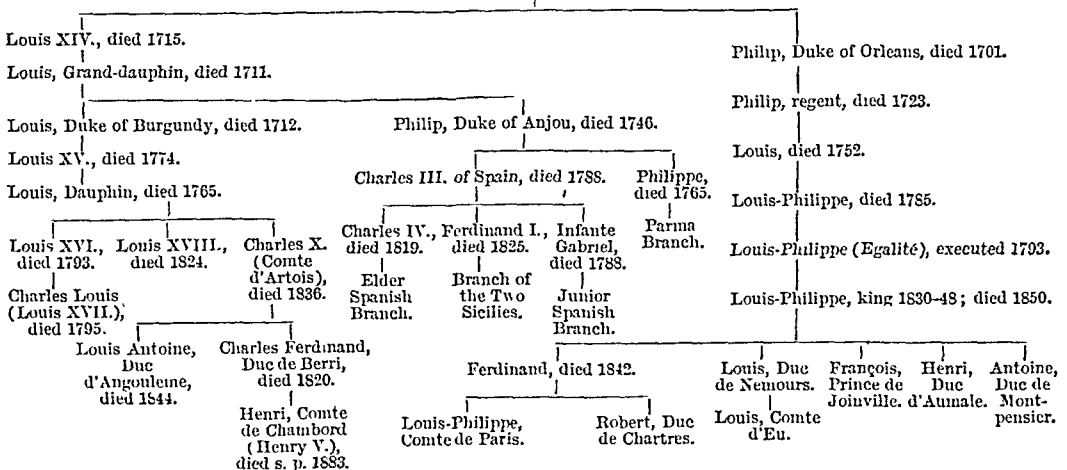 Louis XIV., died 1715.
Louis, Grand-dauphin, died 1711.
Louis, Duke of Burgundy, died 1712.
Louis XV., died 1774.
Louis, Dauphin, died 1765.
Louis XVI.,
died 1793.
Charles Louis
(Louis XVII.),
died 1795.
Louis XVIII.,
died 1824.
Charles X.
(Comte
d'Artois),
died 1836.
Louis Antoine,
Duc
d'Angouleme,
died 1844.
Charles Ferdinand,
Duc de Berri,
died 1820.
Henri, Comte
de Chambord
(Henry V.),
died s. p. 1883.
Philip, Duke of Anjou, died 1746.
Charles III. of Spain, died 1788.
Charles IV.,
died 1819.
Elder
Spanish
Branch.
Ferdinand I.,
died 1825.
Branch of
the Two
Sicilies.
Infante
Gabriel,
died 1788.
Junior
Spanish
Branch.
Philippe,
died 1765.
Parma
Branch.
Philip, Duke of Orleans, died 1701.
Philip, regent, died 1723.
Louis, died 1752.
Louis-Philippe, died 1785.
Louis-Philippe (Egalité), executed 1793.
Louis-Philippe, king 1830-48; died 1850.
Ferdinand, died 1842.
Louis-Philippe,
Comte de Paris.
Robert, Duc
de Chartres.
Louis, Duc
de Nemours.
Louis, Comte
d'Eu.
François,
Prince de
Joinville.
Henri,
Duc
d'Aumale.
Antoine,
Duc de
Mont-
pensier.